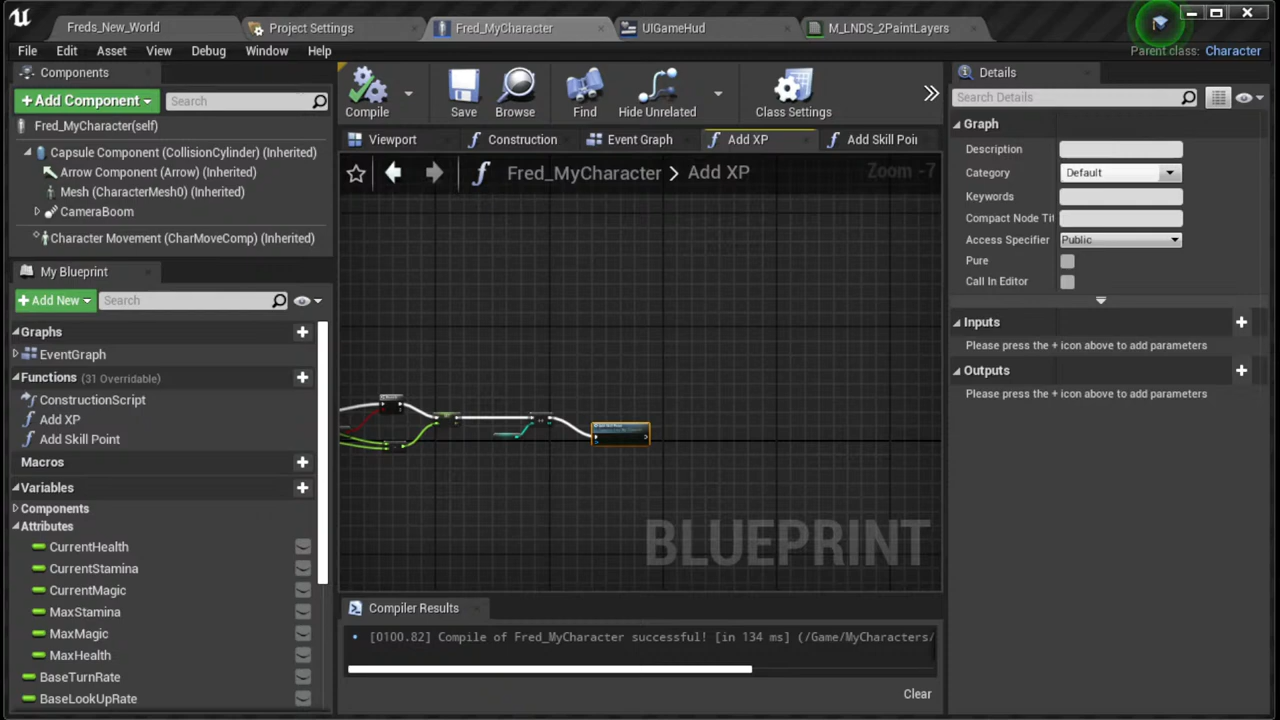 Freds_New_World
Project Settings
Fred_MyCharacter
UIGameHud
M_LNDS_2PaintLayers
File Edit Asset View Debug Window Help
Parent class: Character
Components
+ Add Component
Search
Fred_MyCharacter(self)
Capsule Component (CollisionCylinder) (Inherited)
Arrow Component (Arrow) (Inherited)
Mesh (CharacterMesh0) (Inherited)
CameraBoom
Character Movement (CharMoveComp) (Inherited)
My Blueprint
+ Add New
Search
Graphs
EventGraph
Functions (31 Overridable)
ConstructionScript
Add XP
Add Skill Point
Macros
Variables
Components
Attributes
CurrentHealth
CurrentStamina
CurrentMagic
MaxStamina
MaxMagic
MaxHealth
BaseTurnRate
BaseLookUpRate
Compile
Save
Browse
Find
Hide Unrelated
Class Settings
Viewport
Construction
Event Graph
Add XP
Add Skill Poi
Fred_MyCharacter > Add XP
Zoom -7
BLUEPRINT
Compiler Results
[0100.82] Compile of Fred_MyCharacter successful! [in 134 ms] (/Game/MyCharacters/
Clear
Details
Search Details
Graph
Description
Category Default
Keywords
Compact Node Tit
Access Specifier Public
Pure
Call In Editor
Inputs
Please press the + icon above to add parameters
Outputs
Please press the + icon above to add parameters